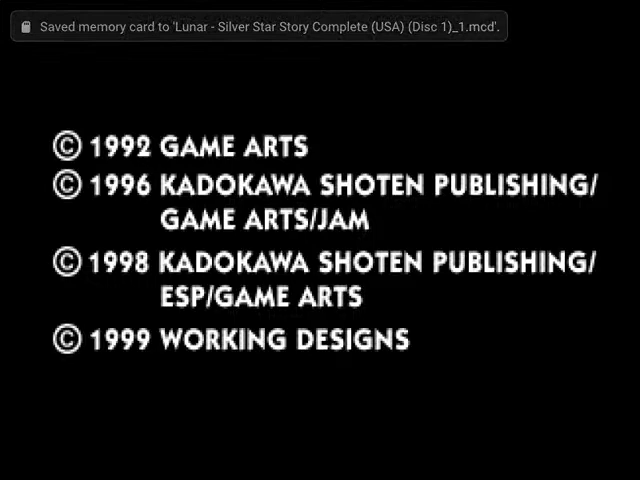 Saved memory card to 'Lunar - Silver Star Story Complete (USA) (Disc 1)_1.mcd'.
© 1992 GAME ARTS
© 1996 KADOKAWA SHOTEN PUBLISHING/
GAME ARTS/JAM
© 1998 KADOKAWA SHOTEN PUBLISHING/
ESP/GAME ARTS
© 1999 WORKING DESIGNS